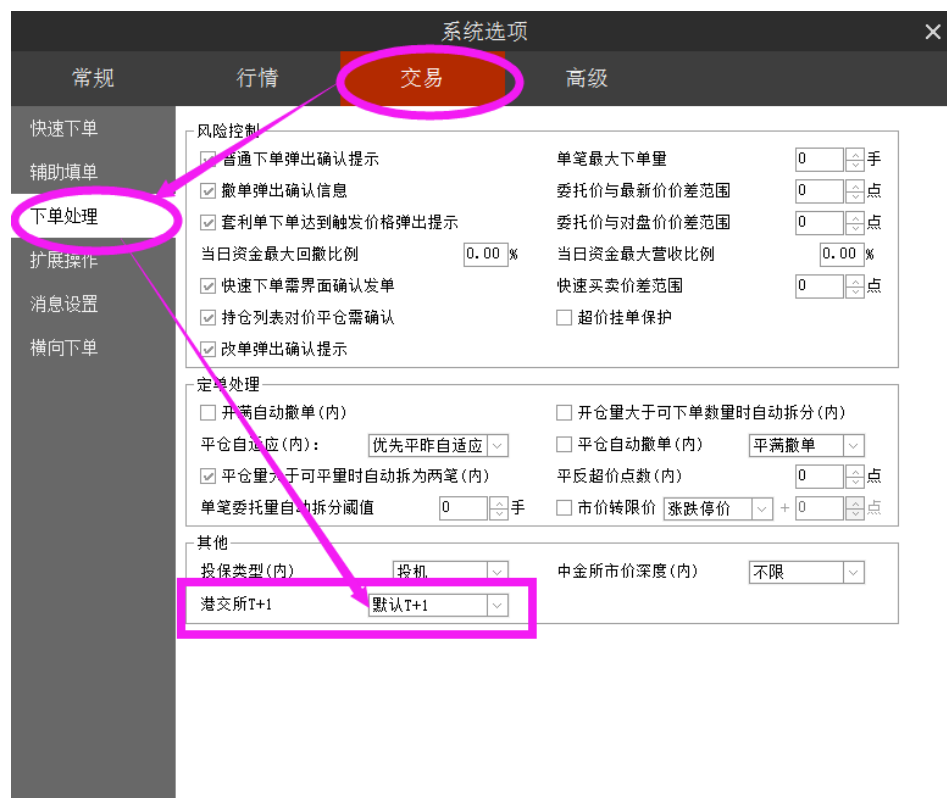 系统选项
常规 行情 交易 高级
快速下单
辅助填单
下单处理
扩展操作
消息设置
横向下单
风险控制
普通下单弹出确认提示 单笔最大下单量 0 手
撤单弹出确认信息 委托价与最新价价差范围 0 点
套利单下单达到触发价格弹出提示 委托价与对盘价价差范围 0 点
当日资金最大回撤比例 0.00 % 当日资金最大营收比例 0.00 %
快速下单需界面确认发单 快速买卖价差范围 0 点
持仓列表对价平仓需确认 超价挂单保护
改单弹出确认提示
定单处理
开满自动撤单(内) 开仓量大于可下单数量时自动拆分(内)
平仓自适应(内): 优先平昨自适应 平仓自动撤单(内) 平满撤单
平仓量大于可平量时自动拆为两笔(内) 平反超价点数(内) 0 点
单笔委托量自动拆分阈值 0 手 市价转限价 涨跌停价 + 0 点
其他
投保类型(内) 投机 中金所市价深度(内) 不限
港交所T+1 默认T+1